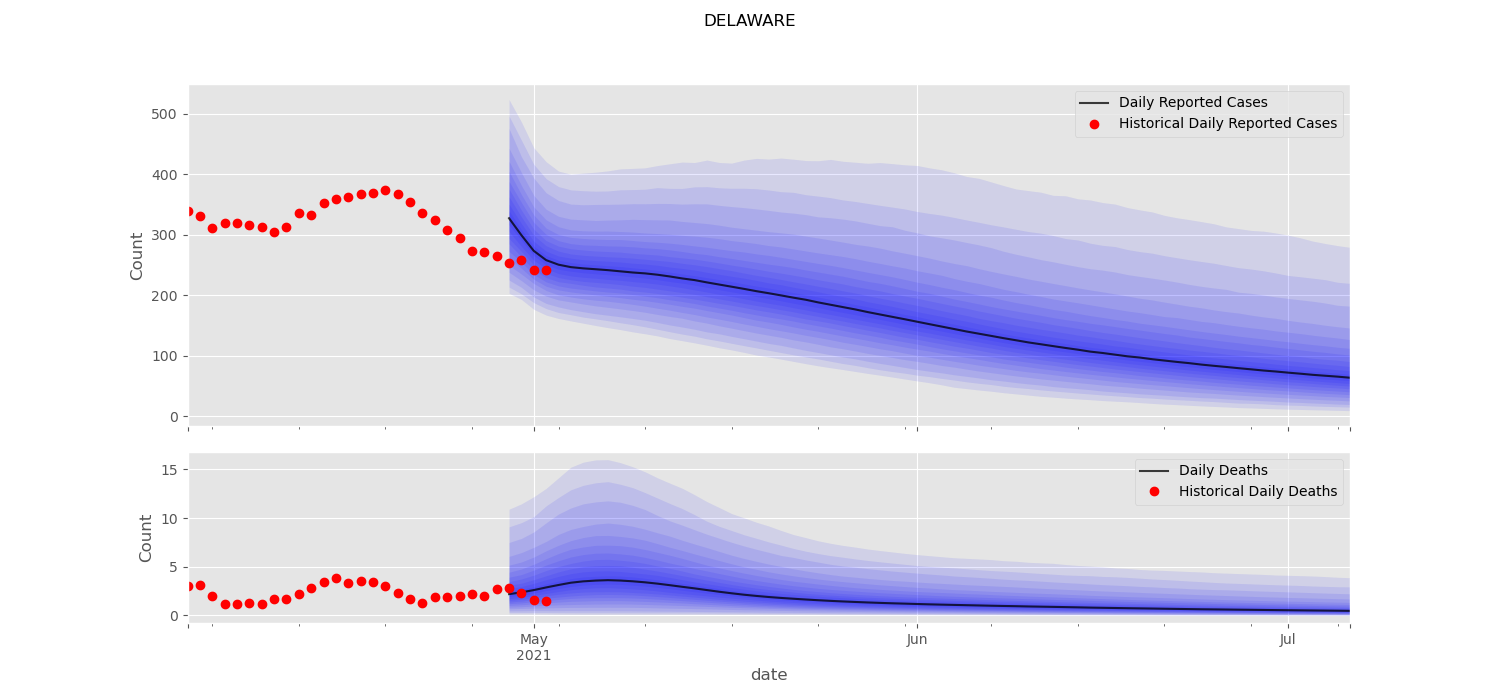 DELAWARE
Count
500
400
300
200
100
0
Daily Reported Cases
Historical Daily Reported Cases
Count
15
10
5
0
Daily Deaths
Historical Daily Deaths
May
2021
Jun
Jul
date